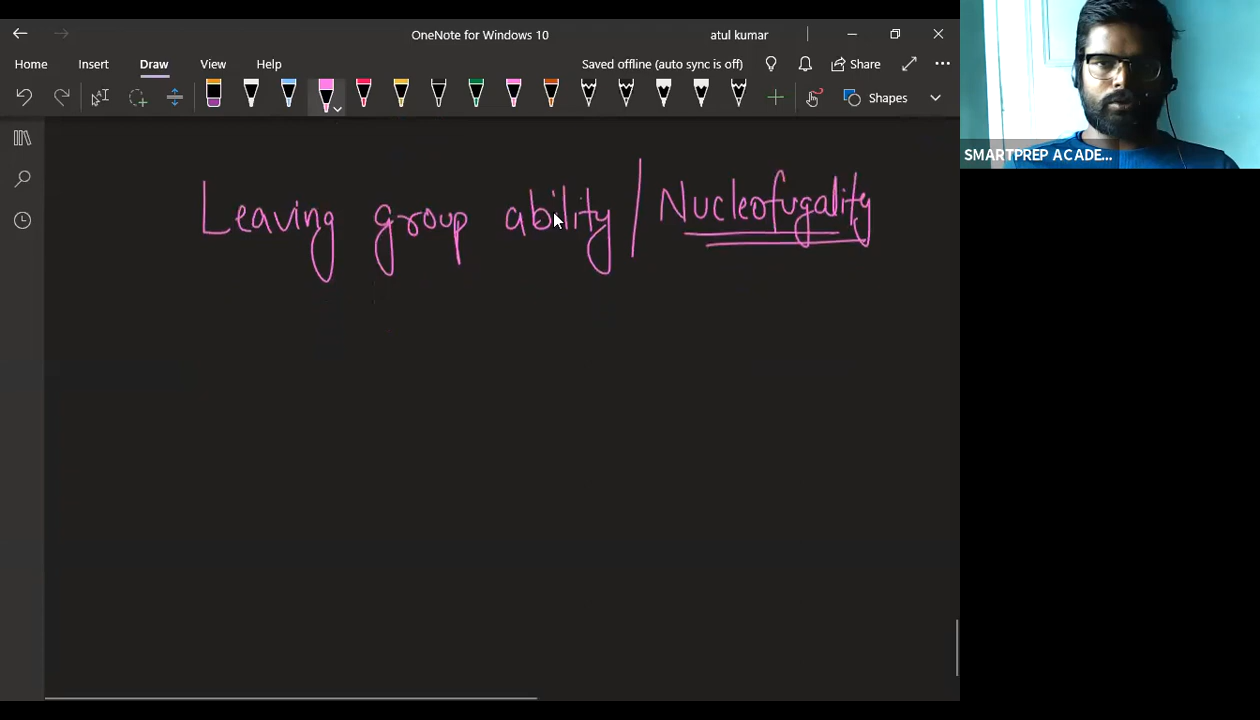 OneNote for Windows 10
atul kumar
Home Insert Draw View Help
Saved offline (auto sync is off)
Share
Shapes
SMARTPREP ACADE...
Leaving group ability / Nucleofugality